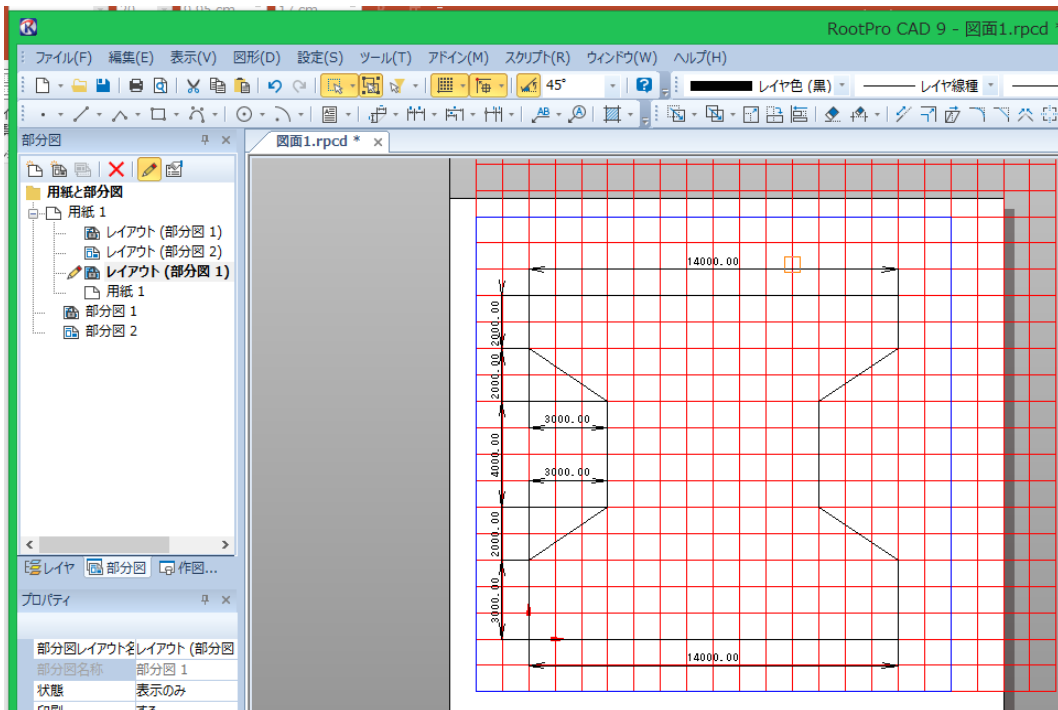 RootPro CAD 9 - 図面1.rpcd *
ファイル(F) 編集(E) 表示(V) 図形(D) 設定(S) ツール(T) アドイン(M) スクリプト(R) ウィンドウ(W) ヘルプ(H)
45° レイヤ色 (黒) レイヤ線種
部分図
図面1.rpcd * ×
用紙と部分図
用紙 1
レイアウト (部分図 1)
レイアウト (部分図 2)
レイアウト (部分図 1)
用紙 1
部分図 1
部分図 2
レイヤ 部分図 作図...
プロパティ
部分図レイアウト名 レイアウト (部分図
部分図名称 部分図 1
状態 表示のみ
印刷 する
14000.00
2000.00
2000.00
3000.00
4000.00
3000.00
2000.00
3000.00
14000.00